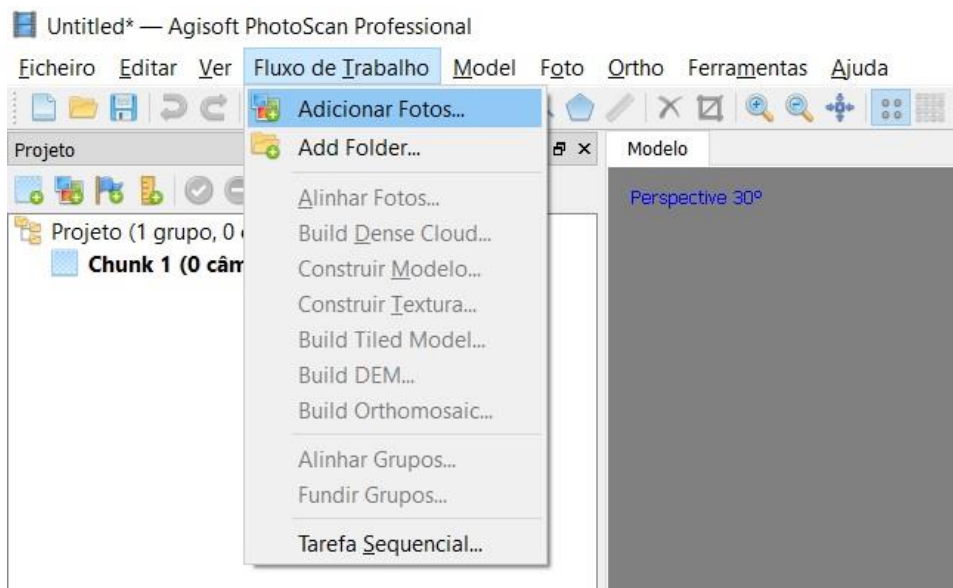 Untitled* — Agisoft PhotoScan Professional
Ficheiro Editar Ver Fluxo de Trabalho Model Foto Ortho Ferramentas Ajuda
Adicionar Fotos...
Projeto
Add Folder...
Modelo
Alinhar Fotos...
Perspective 30º
Projeto (1 grupo, 0
Build Dense Cloud...
Chunk 1 (0 câm
Construir Modelo...
Construir Textura...
Build Tiled Model...
Build DEM...
Build Orthomosaic...
Alinhar Grupos...
Fundir Grupos...
Tarefa Sequencial...